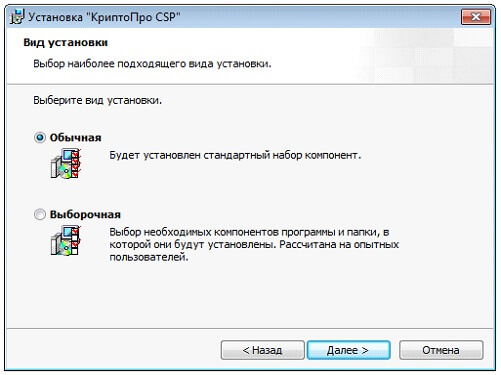 Установка "КриптоПро CSP"
Вид установки
Выбор наиболее подходящего вида установки.
Выберите вид установки.
Обычная
Будет установлен стандартный набор компонент.
Выборочная
Выбор необходимых компонентов программы и папки, в
которой они будут установлены. Рассчитана на опытных
пользователей.
< Назад
Далее >
Отмена